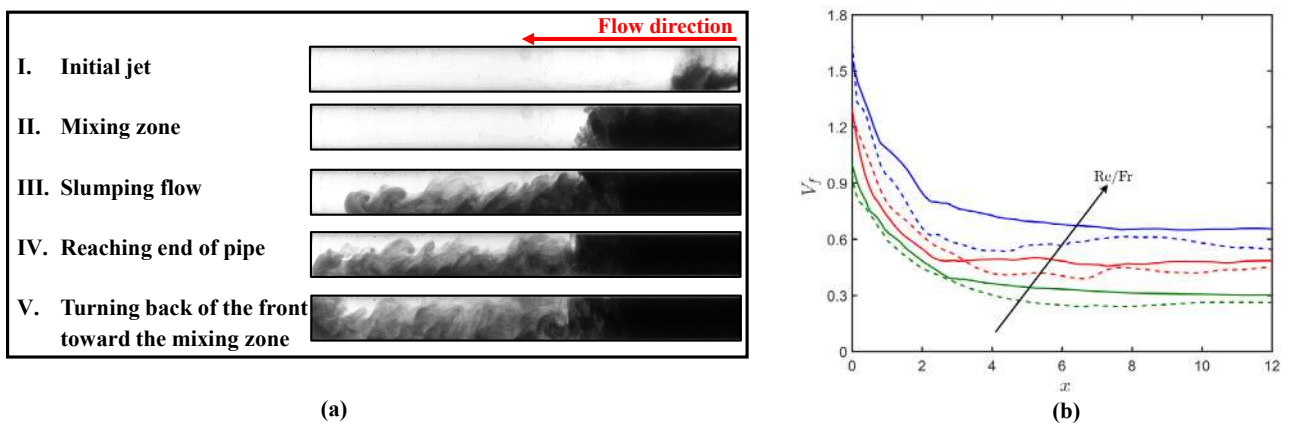 Flow direction
I. Initial jet
II. Mixing zone
III. Slumping flow
IV. Reaching end of pipe
V. Turning back of the front
toward the mixing zone
(a)
1.8
1.5
1.2
0.9
0.6
0.3
0
V_f
Re/Fr
0 2 4 6 8 10 12
x
(b)